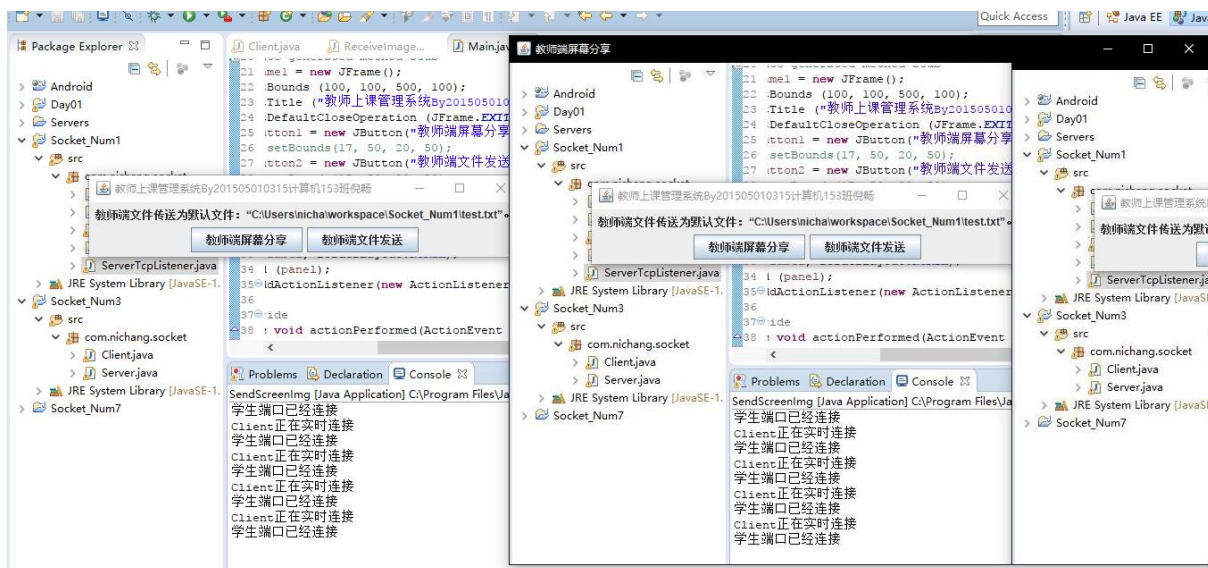 Quick Access
Java EE
Java
Package Explorer
Client.java
ReceiveImage...
Main.jav
Android
Day01
Servers
Socket_Num1
src
ServerTcpListener.java
JRE System Library [JavaSE-1.
Socket_Num3
src
com.nichang.socket
Client.java
Server.java
JRE System Library [JavaSE-1.
Socket_Num7
21 .mel = new JFrame();
22 .Bounds (100, 100, 500, 100);
23 .Title ("教师上课管理系统By201505010
24 .DefaultCloseOperation (JFrame.EXIT
25 .tton1 = new JButton("教师端屏幕分享
26 setBounds(17, 50, 20, 50);
27 .tton2 = new JButton("教师端文件发送
教师上课管理系统By201505010315计算机153班倪畅
教师端文件传送为默认文件："C:\Users\nicha\workspace\Socket_Num1\test.txt"。
教师端屏幕分享
教师端文件发送
34 l (panel);
35 ldActionListener(new ActionListener
36
37 ide
38 : void actionPerformed(ActionEvent
Problems
Declaration
Console
SendScreenImg [Java Application] C:\Program Files\Ja
学生端口已经连接
Client正在实时连接
学生端口已经连接
Client正在实时连接
学生端口已经连接
Client正在实时连接
学生端口已经连接
Client正在实时连接
学生端口已经连接
教师端屏幕分享
Android
Day01
Servers
Socket_Num1
src
ServerTcpListener.java
JRE System Library [JavaSE-1.
Socket_Num3
src
com.nichang.socket
Client.java
Server.java
JRE System Library [JavaSE-1.
Socket_Num7
21 .mel = new JFrame();
22 .Bounds (100, 100, 500, 100);
23 .Title ("教师上课管理系统By201505010
24 .DefaultCloseOperation (JFrame.EXIT
25 .tton1 = new JButton("教师端屏幕分享
26 setBounds(17, 50, 20, 50);
27 .tton2 = new JButton("教师端文件发送
教师上课管理系统By201505010315计算机153班倪畅
教师端文件传送为默认文件："C:\Users\nicha\workspace\Socket_Num1\test.txt"。
教师端屏幕分享
教师端文件发送
34 l (panel);
35 ldActionListener(new ActionListener
36
37 ide
38 : void actionPerformed(ActionEvent
Problems
Declaration
Console
SendScreenImg [Java Application] C:\Program Files\Ja
学生端口已经连接
Client正在实时连接
学生端口已经连接
Client正在实时连接
学生端口已经连接
Client正在实时连接
学生端口已经连接
Client正在实时连接
学生端口已经连接
Android
Day01
Servers
Socket_Num1
src
教师上课管理系统
教师端文件传送为默认
ServerTcpListener.ja
JRE System Library [JavaS
Socket_Num3
src
com.nichang.socket
Client.java
Server.java
JRE System Library [JavaS
Socket_Num7